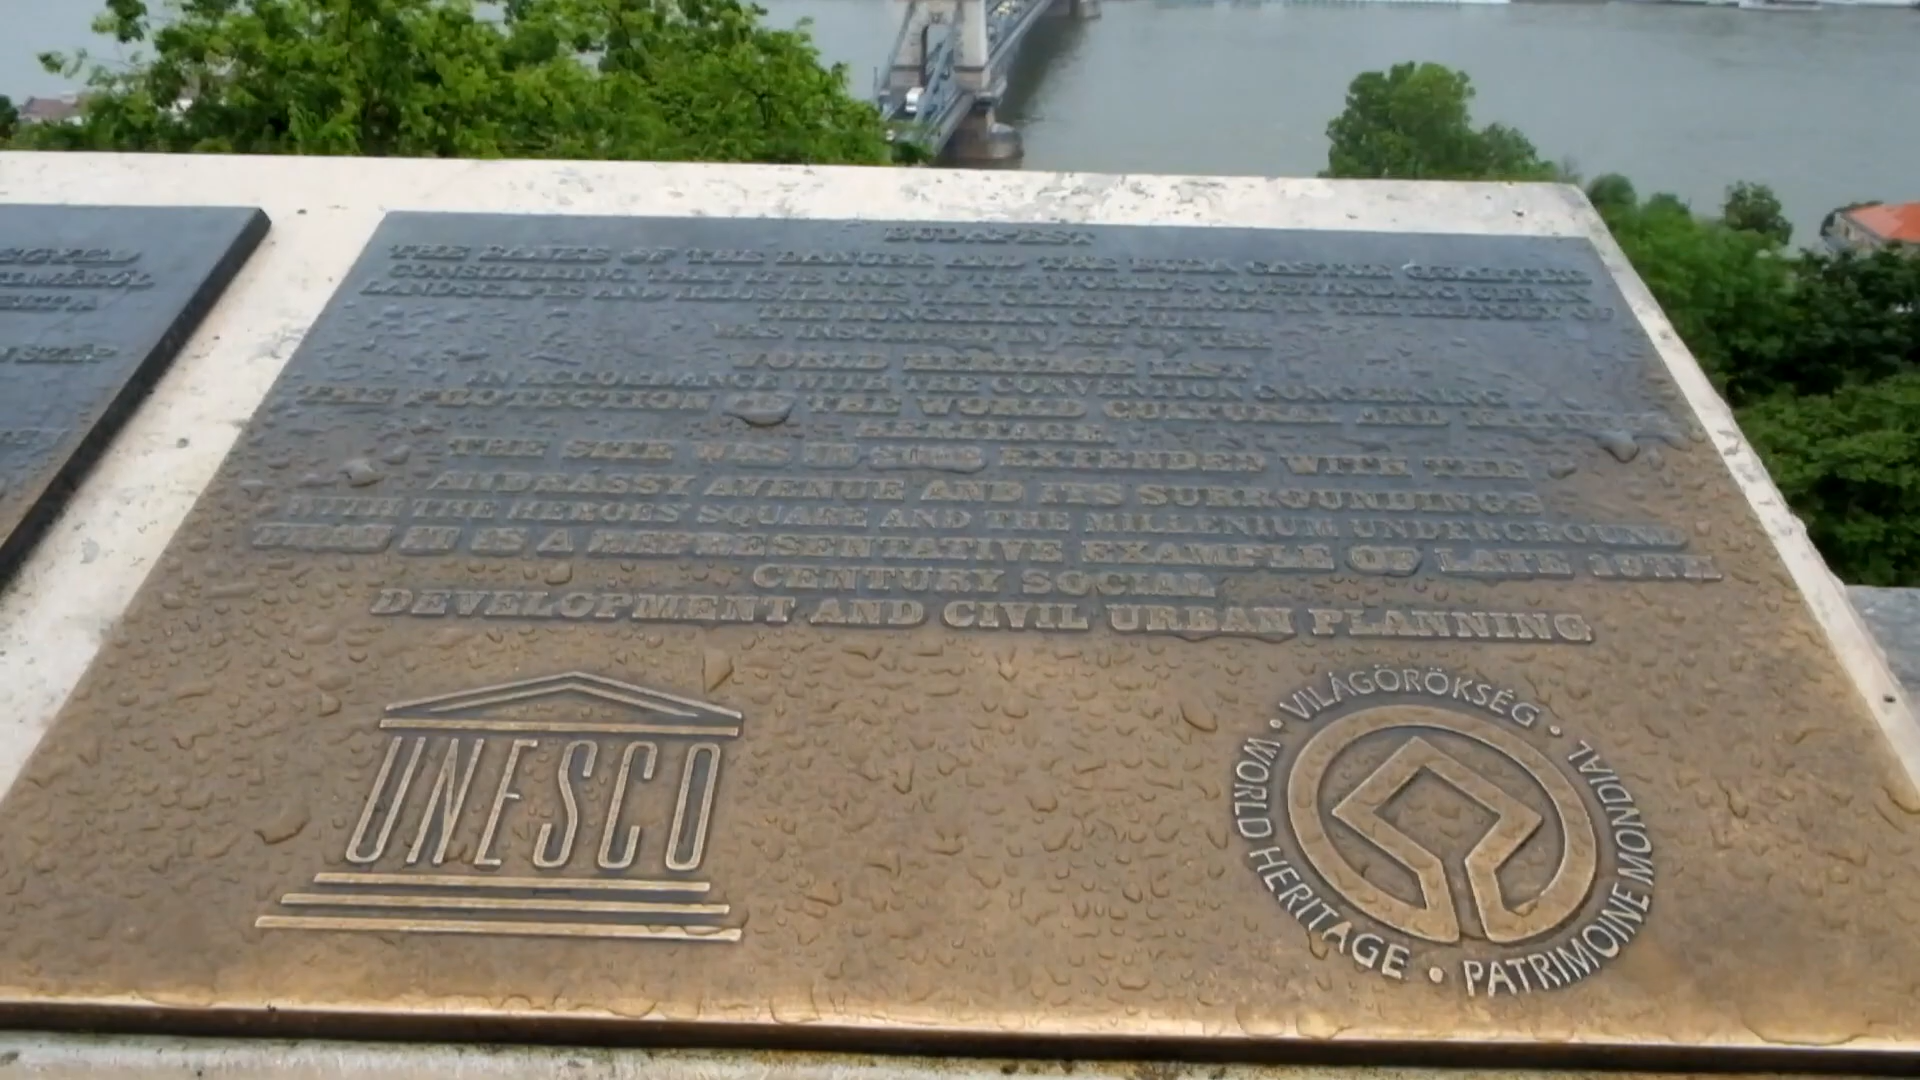 BUDAPEST
THE BANKS OF THE DANUBE AND THE BUDA CASTLE
CONSIDERING THAT IT IS ONE OF THE WORLD'S OUTSTANDING URBAN
LANDSCAPES AND ILLUSTRATES THE GREAT PERIODS IN THE HISTORY OF
THE HUNGARIAN CAPITAL
WAS INSCRIBED IN ON THE
WORLD HERITAGE LIST
IN ACCORDANCE WITH THE CONVENTION CONCERNING
THE PROTECTION OF THE WORLD CULTURAL AND
HERITAGE
THE SITE WAS IN EXTENDED WITH THE
ANDRÁSSY AVENUE AND ITS SURROUNDINGS
WITH THE HEROES' SQUARE AND THE MILLENIUM UNDERGROUND
IT IS A REPRESENTATIVE EXAMPLE OF LATE 19TH
CENTURY SOCIAL
DEVELOPMENT AND CIVIL URBAN PLANNING
UNESCO
VILÁGÖRÖKSÉG • PATRIMOINE MONDIAL • WORLD HERITAGE •